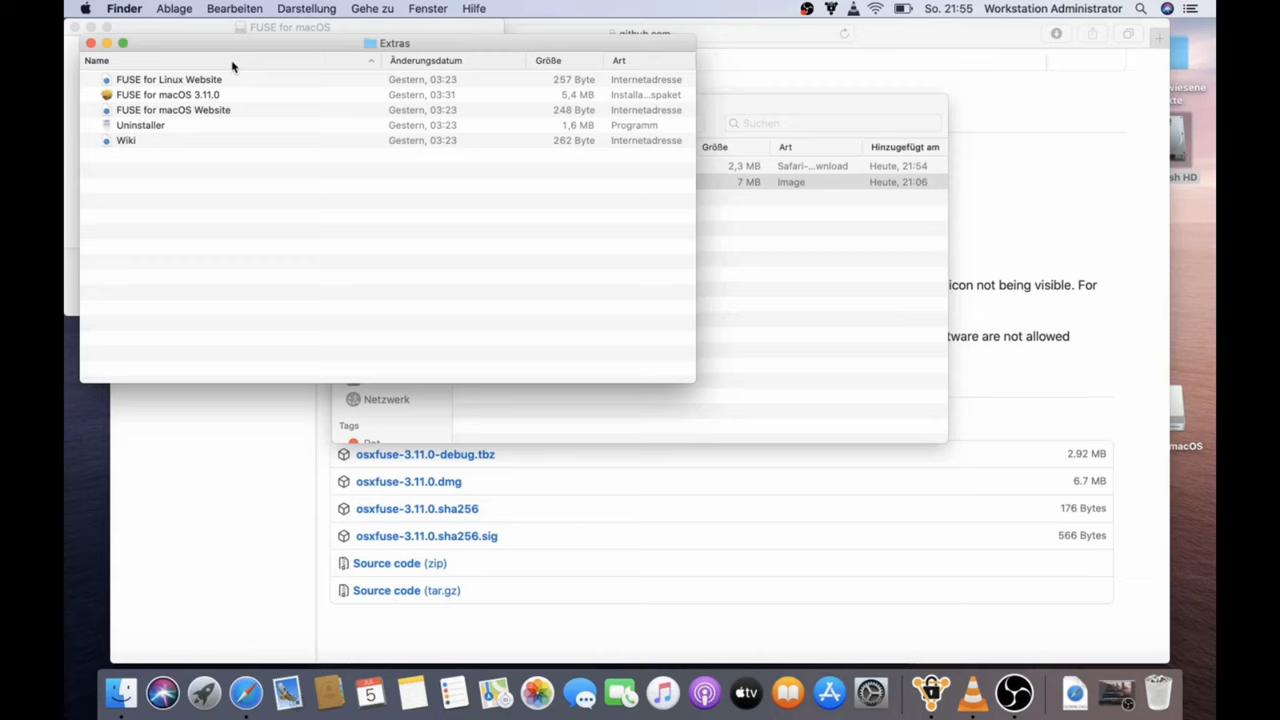 Finder Ablage Bearbeiten Darstellung Gehe zu Fenster Hilfe So. 21:55 Workstation Administrator
FUSE for macOS
Extras
Name Änderungsdatum Größe Art
FUSE for Linux Website Gestern, 03:23 257 Byte Internetadresse
FUSE for macOS 3.11.0 Gestern, 03:31 5,4 MB Installa...spaket
FUSE for macOS Website Gestern, 03:23 248 Byte Internetadresse
Uninstaller Gestern, 03:23 1,6 MB Programm
Wiki Gestern, 03:23 262 Byte Internetadresse
Suchen
Größe Art Hinzugefügt am
2,3 MB Safari-...wnload Heute, 21:54
7 MB Image Heute, 21:06
Netzwerk
Tags
icon not being visible. For
tware are not allowed
osxfuse-3.11.0-debug.tbz 2.92 MB
osxfuse-3.11.0.dmg 6.7 MB
osxfuse-3.11.0.sha256 176 Bytes
osxfuse-3.11.0.sha256.sig 566 Bytes
Source code (zip)
Source code (tar.gz)
wiesene
kte
sh HD
macOS
5
tv
DOWNLOAD